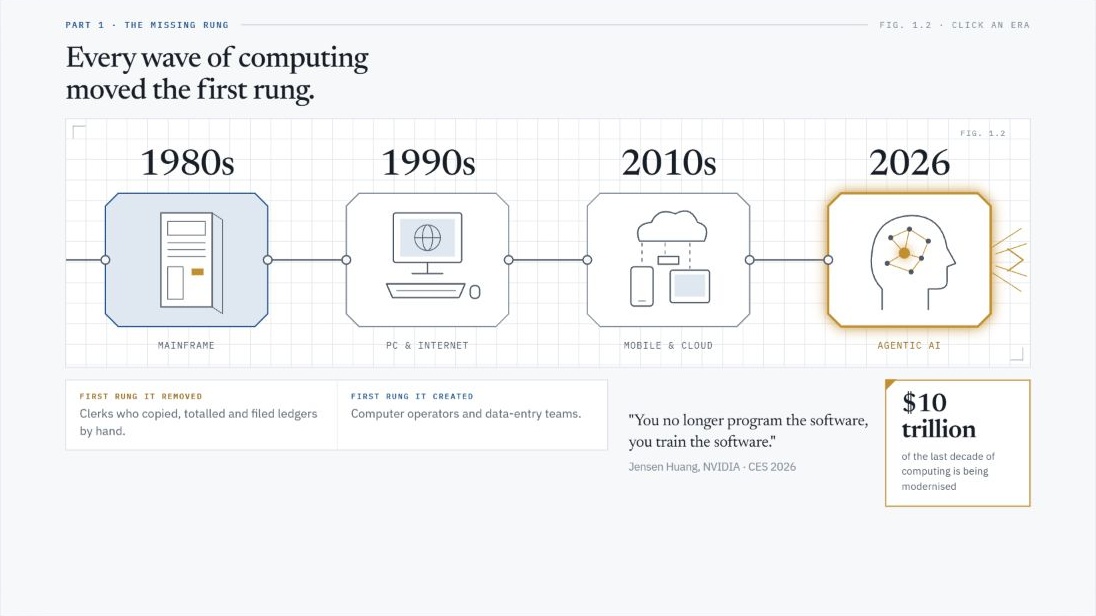 PART 1 · THE MISSING RUNG
FIG. 1.2 · CLICK AN ERA
Every wave of computing
moved the first rung.
FIG. 1.2
1980s
1990s
2010s
2026
MAINFRAME
PC & INTERNET
MOBILE & CLOUD
AGENTIC AI
FIRST RUNG IT REMOVED
Clerks who copied, totalled and filed ledgers
by hand.
FIRST RUNG IT CREATED
Computer operators and data-entry teams.
"You no longer program the software,
you train the software."
Jensen Huang, NVIDIA · CES 2026
$10
trillion
of the last decade of
computing is being
modernised